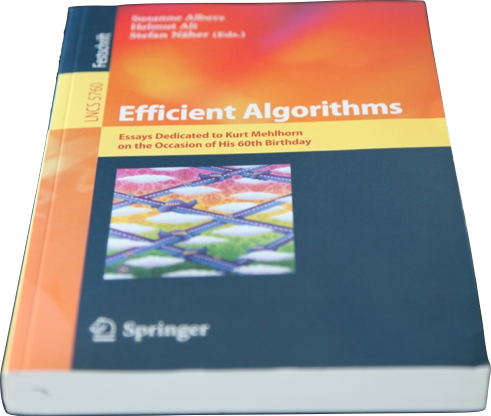 Susanne Albers
Helmut Alt
Stefan Näher (Eds.)
Festschrift
LNCS 5760
Efficient Algorithms
Essays Dedicated to Kurt Mehlhorn
on the Occasion of His 60th Birthday
Springer